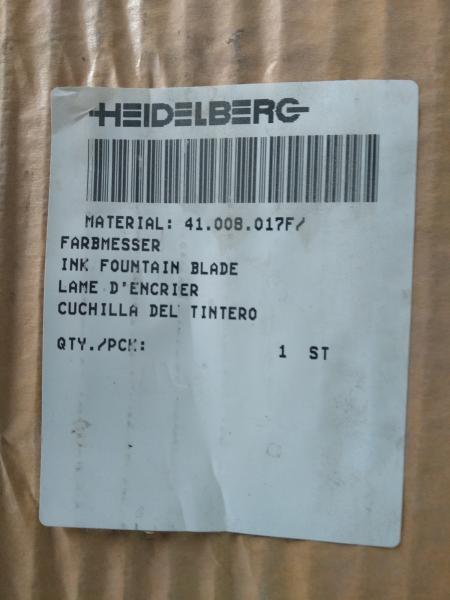 HEIDELBERG
MATERIAL: 41.008.017F/
FARBMESSER
INK FOUNTAIN BLADE
LAME D'ENCRIER
CUCHILLA DEL TINTERO
QTY./PCK: 1 ST